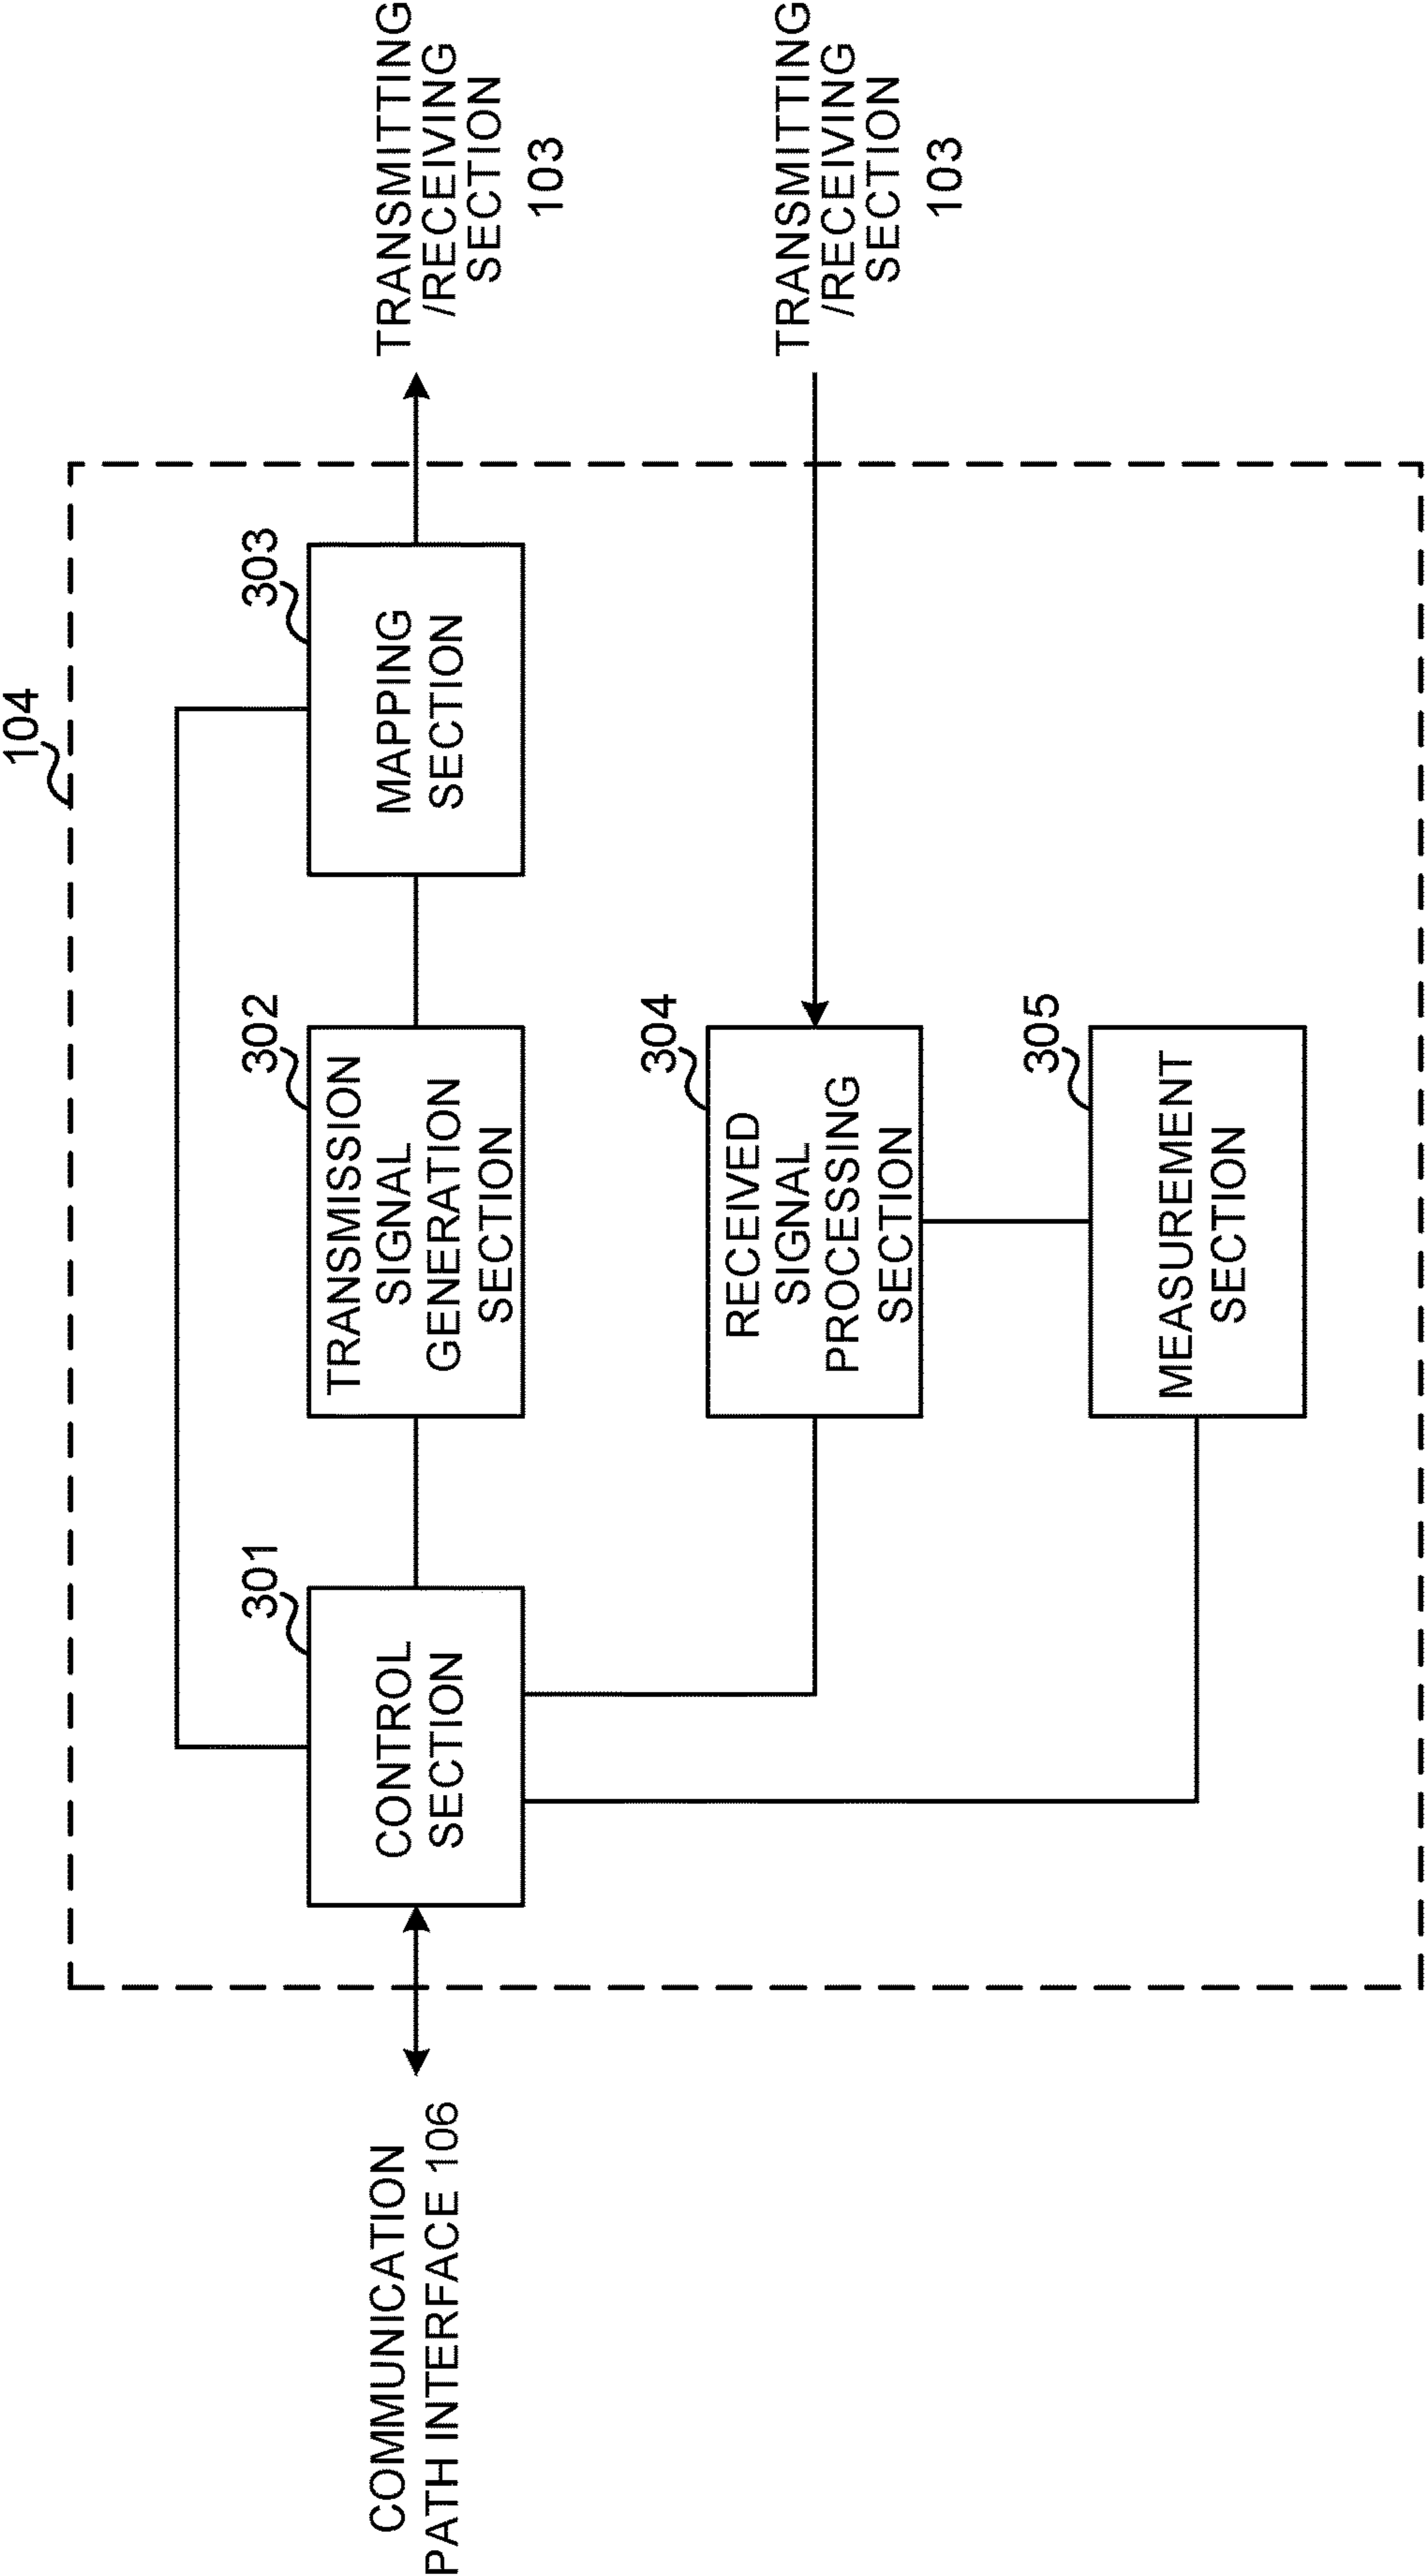 104
COMMUNICATION
PATH INTERFACE 106
301
CONTROL
SECTION
302
TRANSMISSION
SIGNAL
GENERATION
SECTION
303
MAPPING
SECTION
TRANSMITTING
/RECEIVING
SECTION
103
304
RECEIVED
SIGNAL
PROCESSING
SECTION
TRANSMITTING
/RECEIVING
SECTION
103
305
MEASUREMENT
SECTION